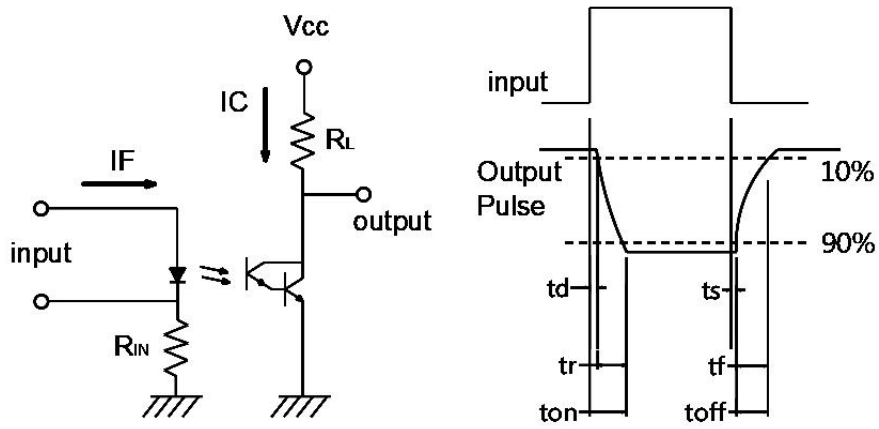 Vcc
IC
RL
IF
input
output
RIN
input
Output
Pulse
10%
90%
td
ts
tr
tf
ton
toff